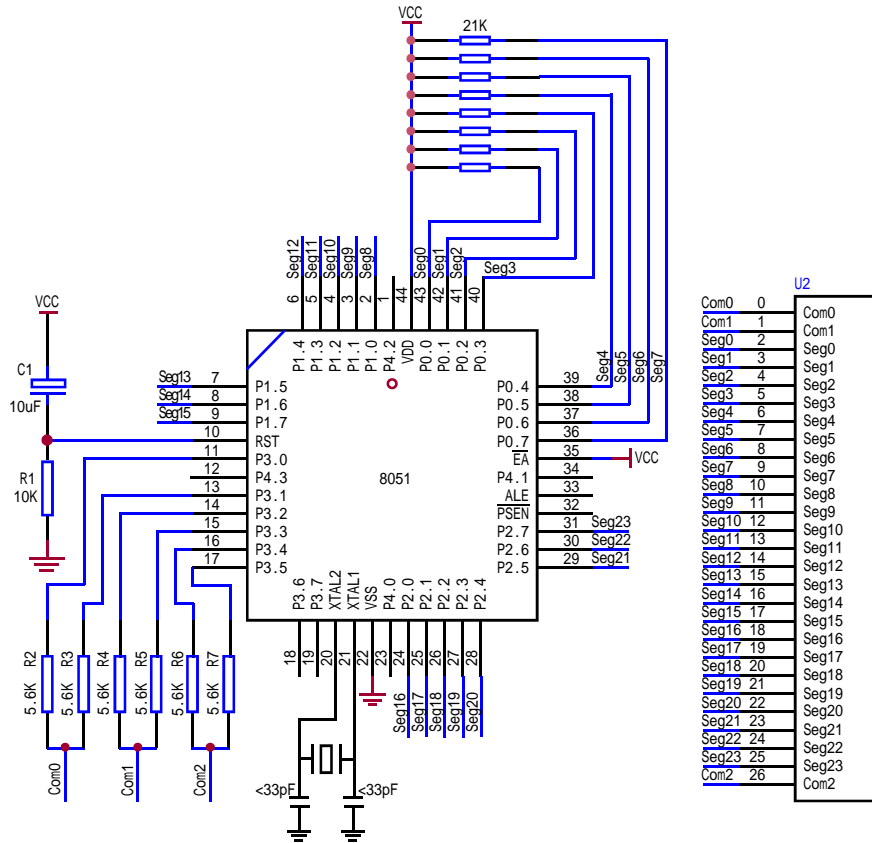 VCC
21K
Seg12
Seg11
Seg10
Seg9
Seg8
Seg0
Seg1
Seg2
Seg3
6
5
4
3
2
1
44
43
42
41
40
P1.4
P1.3
P1.2
P1.1
P1.0
P4.2
VDD
P0.0
P0.1
P0.2
P0.3
Seg4
Seg5
Seg6
Seg7
VCC
C1
10uF
R1
10K
Seg13 7 P1.5
Seg14 8 P1.6
Seg15 9 P1.7
10 RST
11 P3.0
12 P4.3
13 P3.1
14 P3.2
15 P3.3
16 P3.4
17 P3.5
8051
P0.4 39
P0.5 38
P0.6 37
P0.7 36
EA 35 VCC
P4.1 34
ALE 33
PSEN 32
P2.7 31 Seg23
P2.6 30 Seg22
P2.5 29 Seg21
P3.6
P3.7
XTAL2
XTAL1
VSS
P4.0
P2.0
P2.1
P2.2
P2.3
P2.4
18
19
20
21
22
23
24
25
26
27
28
Seg16
Seg17
Seg18
Seg19
Seg20
5.6K R2
5.6K R3
5.6K R4
5.6K R5
5.6K R6
5.6K R7
Com0
Com1
Com2
<33pF
<33pF
U2
Com0 0 Com0
Com1 1 Com1
Seg0 2 Seg0
Seg1 3 Seg1
Seg2 4 Seg2
Seg3 5 Seg3
Seg4 6 Seg4
Seg5 7 Seg5
Seg6 8 Seg6
Seg7 9 Seg7
Seg8 10 Seg8
Seg9 11 Seg9
Seg10 12 Seg10
Seg11 13 Seg11
Seg12 14 Seg12
Seg13 15 Seg13
Seg14 16 Seg14
Seg15 17 Seg15
Seg16 18 Seg16
Seg17 19 Seg17
Seg18 20 Seg18
Seg19 21 Seg19
Seg20 22 Seg20
Seg21 23 Seg21
Seg22 24 Seg22
Seg23 25 Seg23
Com2 26 Com2